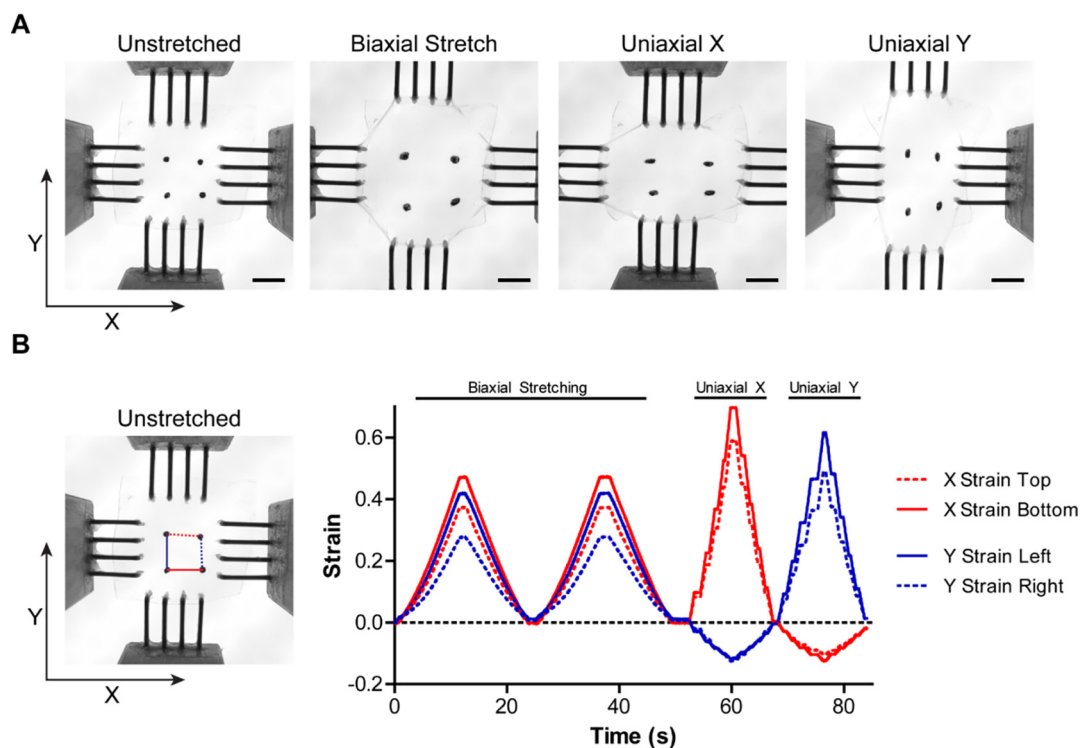 A
Unstretched
Biaxial Stretch
Uniaxial X
Uniaxial Y
Y
X
B
Unstretched
Y
X
Biaxial Stretching
Uniaxial X
Uniaxial Y
Strain
0.6
0.4
0.2
0.0
-0.2
0
20
40
60
80
Time (s)
X Strain Top
X Strain Bottom
Y Strain Left
Y Strain Right